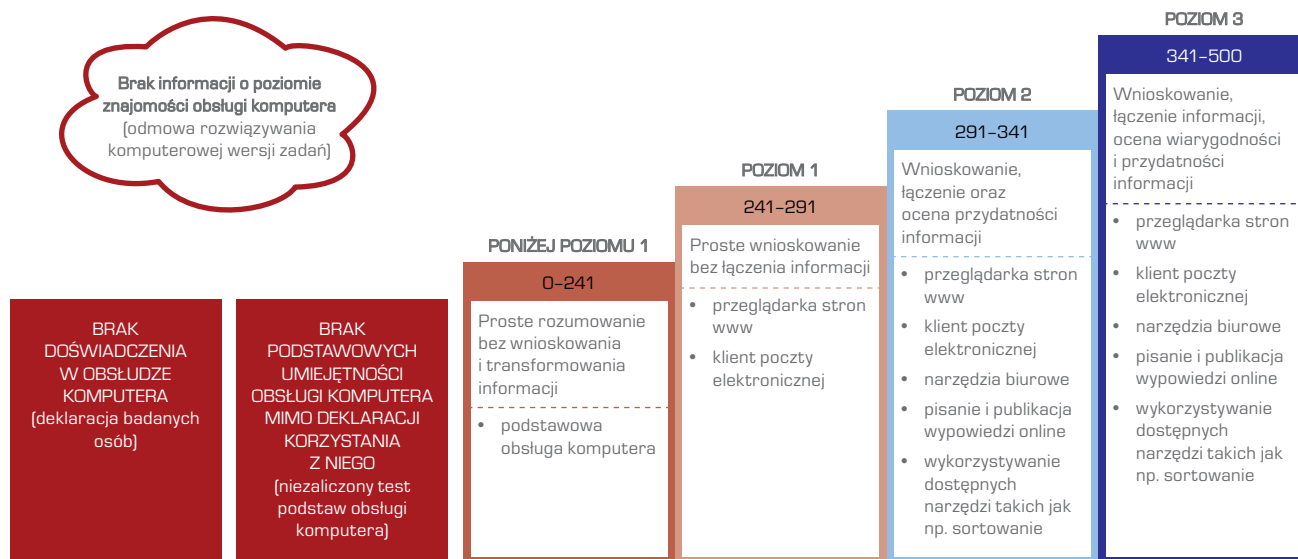 Brak informacji o poziomie
znajomości obsługi komputera
(odmowa rozwiązywania
komputerowej wersji zadań)
BRAK
DOŚWIADCZENIA
W OBSŁUDZE
KOMPUTERA
(deklaracja badanych
osób)
BRAK
PODSTAWOWYCH
UMIEJĘTNOŚCI
OBSŁUGI KOMPUTERA
MIMO DEKLARACJI
KORZYSTANIA
Z NIEGO
(niezaliczony test
podstaw obsługi
komputera)
PONIŻEJ POZIOMU 1
0–241
Proste rozumowanie
bez wnioskowania
i transformowania
informacji
• podstawowa
obsługa komputera
POZIOM 1
241–291
Proste wnioskowanie
bez łączenia informacji
• przeglądarka stron
www
• klient poczty
elektronicznej
POZIOM 2
291–341
Wnioskowanie,
łączenie oraz
ocena przydatności
informacji
• przeglądarka stron
www
• klient poczty
elektronicznej
• narzędzia biurowe
• pisanie i publikacja
wypowiedzi online
• wykorzystywanie
dostępnych
narzędzi takich jak
np. sortowanie
POZIOM 3
341–500
Wnioskowanie,
łączenie informacji,
ocena wiarygodności
i przydatności
informacji
• przeglądarka stron
www
• klient poczty
elektronicznej
• narzędzia biurowe
• pisanie i publikacja
wypowiedzi online
• wykorzystywanie
dostępnych
narzędzi takich jak
np. sortowanie